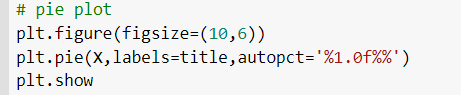 # pie plot
plt.figure(figsize=(10,6))
plt.pie(X,labels=title,autopct='%1.0f%%')
plt.show